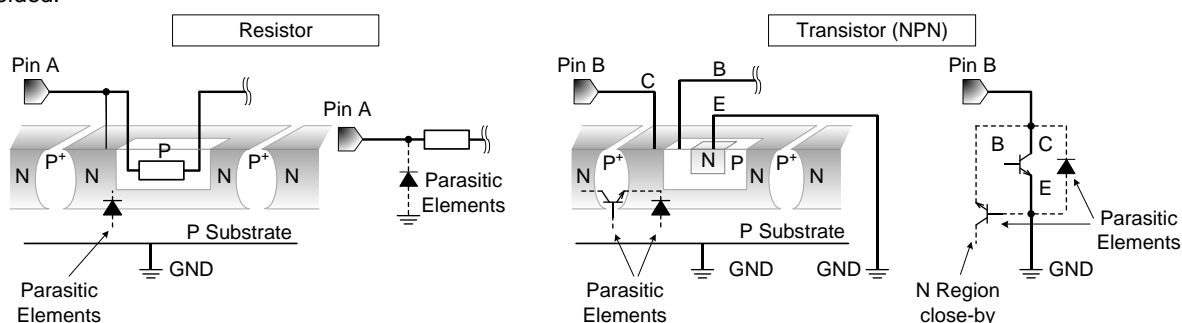 Resistor
Transistor (NPN)
Pin A
Pin A
N
P+
N
P
N
P+
N
Parasitic
Elements
P Substrate
GND
Parasitic
Elements
Pin B
C
B
E
N
P+
N
N
P
N
P+
N
P Substrate
GND
GND
Parasitic
Elements
Pin B
B
C
E
Parasitic
Elements
GND
N Region
close-by